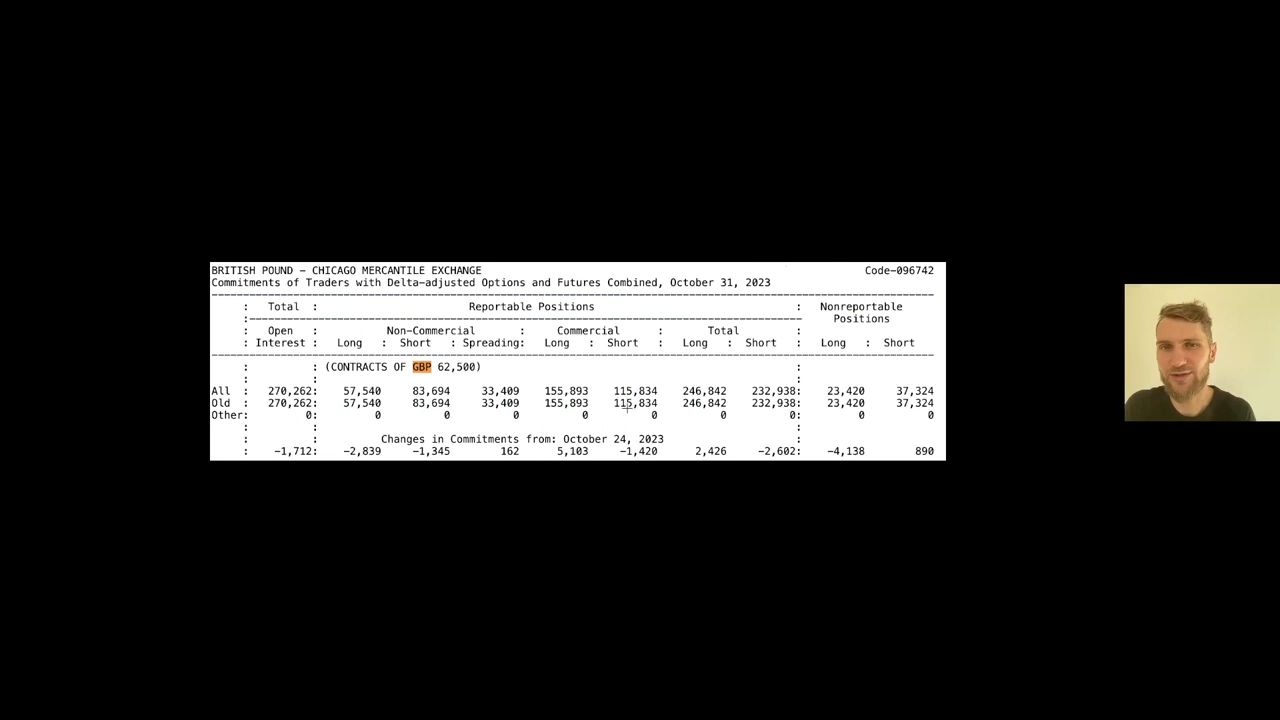 BRITISH POUND - CHICAGO MERCANTILE EXCHANGE Code-096742
Commitments of Traders with Delta-adjusted Options and Futures Combined, October 31, 2023
: Total : Reportable Positions : Nonreportable
: Positions
: Open : Non-Commercial : Commercial : Total :
: Interest : Long : Short : Spreading: Long : Short : Long : Short : Long : Short
: : (CONTRACTS OF GBP 62,500) :
: : :
All : 270,262: 57,540 83,694 33,409 155,893 115,834 246,842 232,938: 23,420 37,324
Old : 270,262: 57,540 83,694 33,409 155,893 115,834 246,842 232,938: 23,420 37,324
Other: 0: 0 0 0 0 0 0 0: 0 0
: : :
: : Changes in Commitments from: October 24, 2023 :
: -1,712: -2,839 -1,345 162 5,103 -1,420 2,426 -2,602: -4,138 890